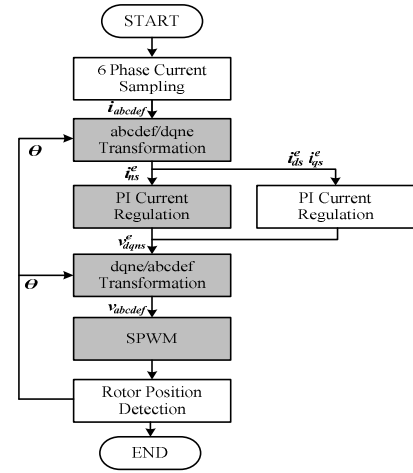 START
6 Phase Current
Sampling
i_abcdef
abcdef/dqne
Transformation
Θ
i^e_ns
i^e_ds i^e_qs
PI Current
Regulation
PI Current
Regulation
v^e_dqns
dqne/abcdef
Transformation
Θ
v_abcdef
SPWM
Rotor Position
Detection
END